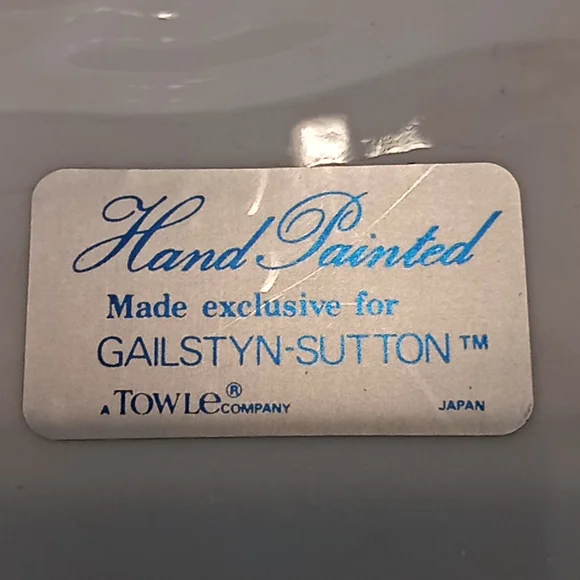 Hand Painted
Made exclusive for
GAILSTYN-SUTTON™
A TOWLE® COMPANY JAPAN